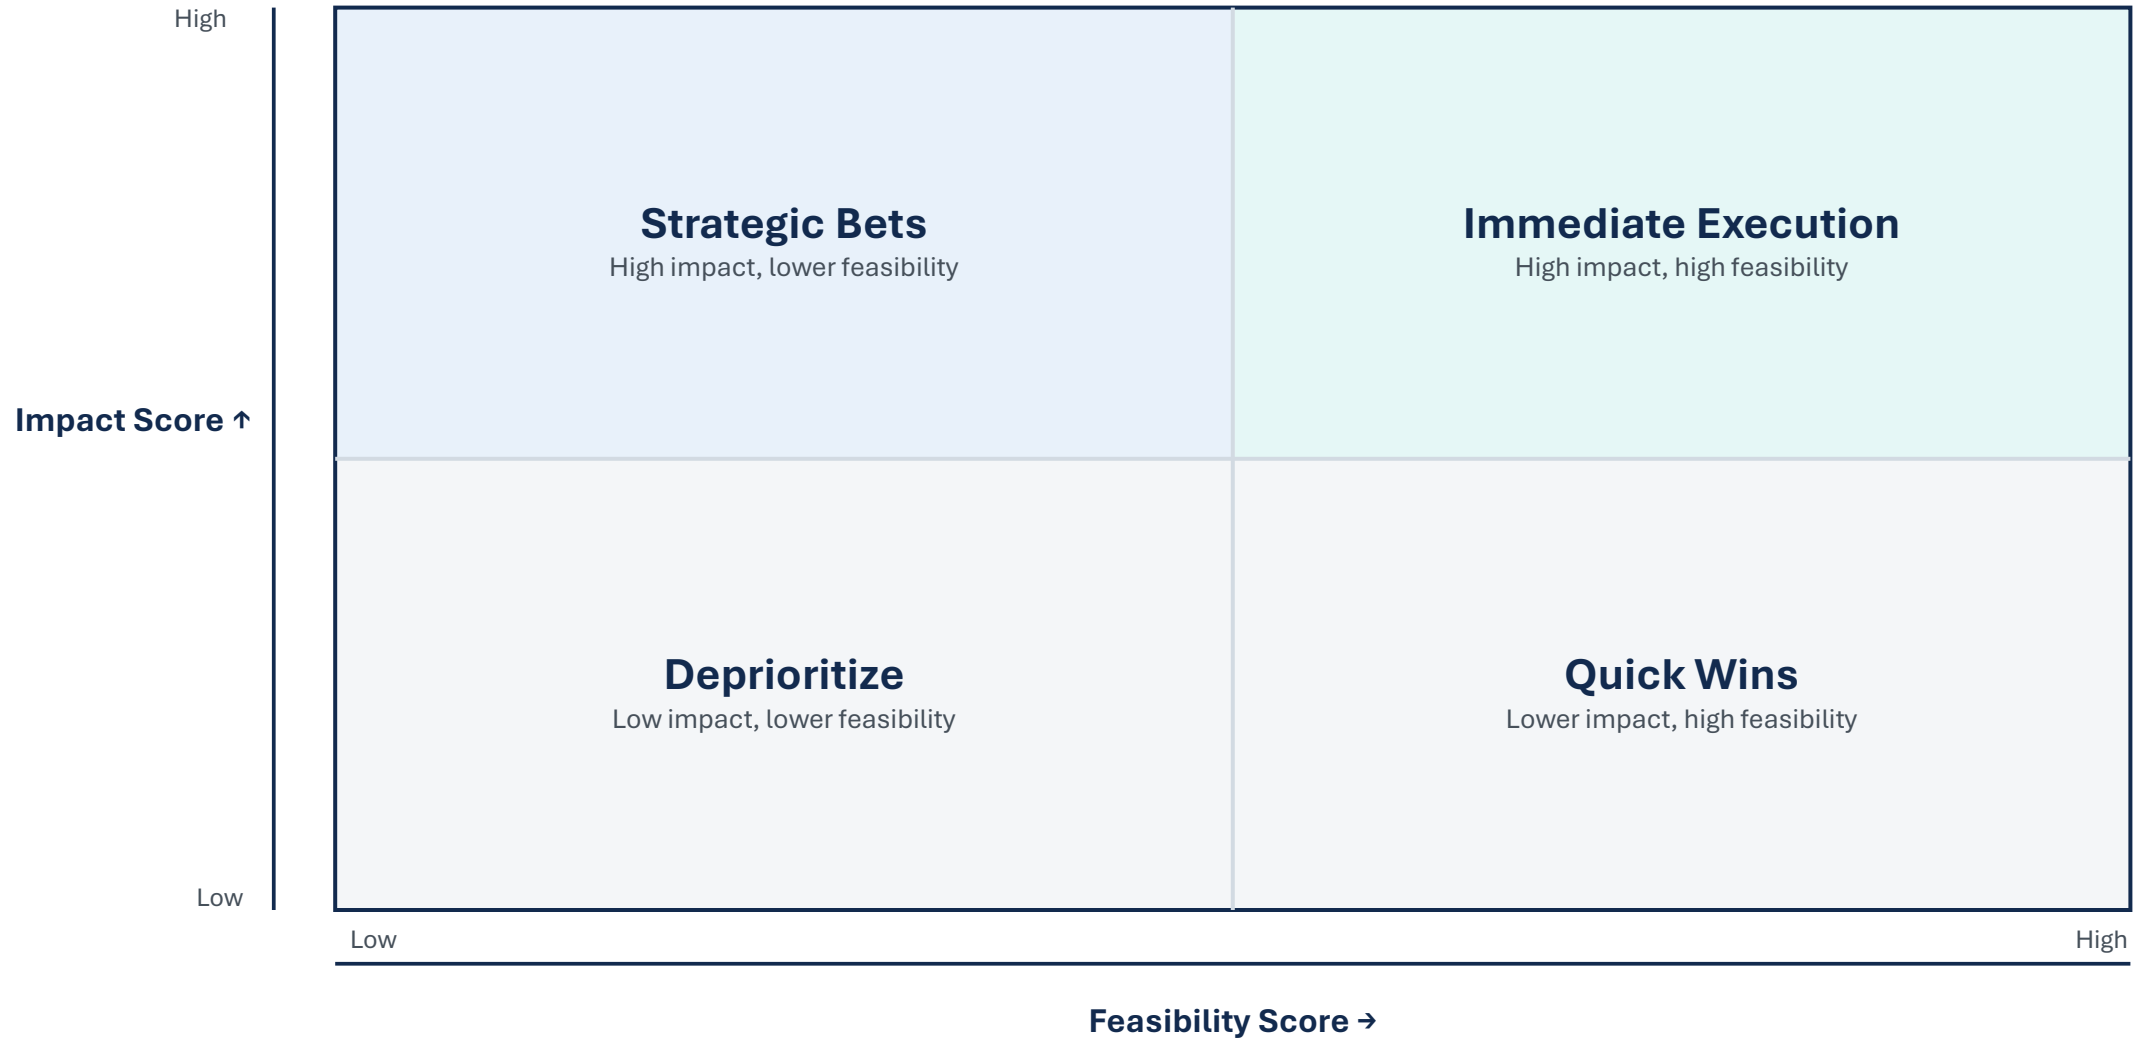 High
Strategic Bets
High impact, lower feasibility
Immediate Execution
High impact, high feasibility
Impact Score ↑
Deprioritize
Low impact, lower feasibility
Quick Wins
Lower impact, high feasibility
Low
Low
High
Feasibility Score →